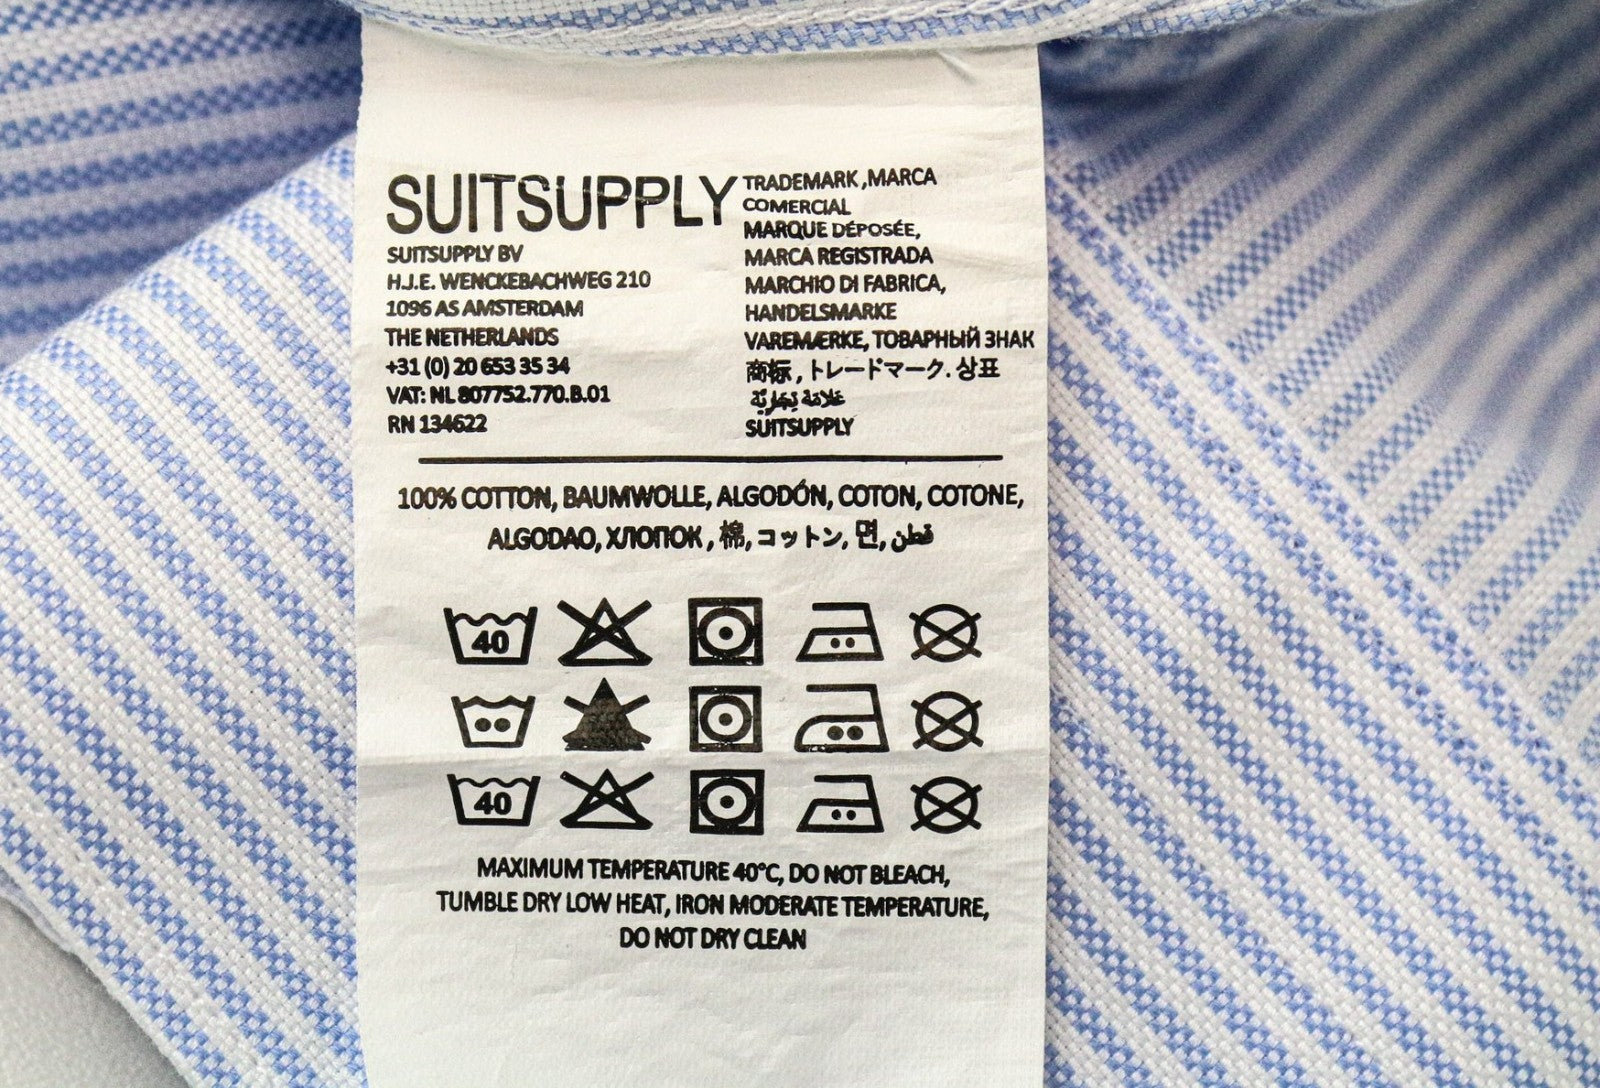 SUITSUPPLY
SUITSUPPLY BV
H.J.E. WENCKEBACHWEG 210
1096 AS AMSTERDAM
THE NETHERLANDS
+31 (0) 20 653 35 34
VAT: NL 807752.770.B.01
RN 134622
TRADEMARK ,MARCA
COMERCIAL
MARQUE DÉPOSÉE,
MARCA REGISTRADA
MARCHIO DI FABRICA,
HANDELSMARKE
VAREMÆRKE, ТОВАРНЫЙ ЗНАК
商标 , トレードマーク. 상표
علامة تجارية
SUITSUPPLY
100% COTTON, BAUMWOLLE, ALGODÓN, COTON, COTONE,
ALGODAO, ХЛОПОК , 棉, コットン, 면, قطن
40
40
MAXIMUM TEMPERATURE 40°C, DO NOT BLEACH,
TUMBLE DRY LOW HEAT, IRON MODERATE TEMPERATURE,
DO NOT DRY CLEAN